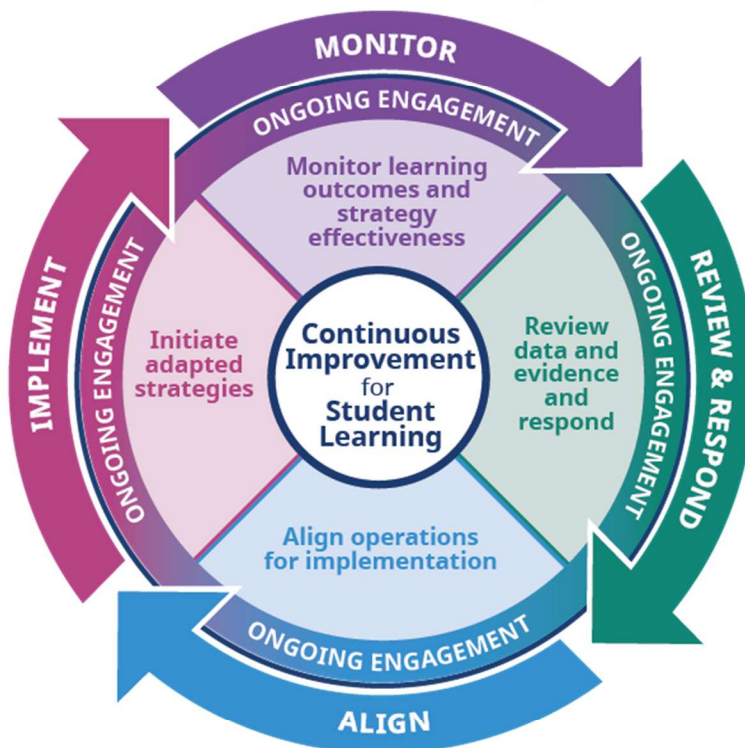 MONITOR
ONGOING ENGAGEMENT
Monitor learning
outcomes and
strategy
effectiveness
REVIEW & RESPOND
ONGOING ENGAGEMENT
Review
data and
evidence
and
respond
ALIGN
ONGOING ENGAGEMENT
Align operations
for implementation
IMPLEMENT
ONGOING ENGAGEMENT
Initiate
adapted
strategies
Continuous
Improvement
for
Student
Learning